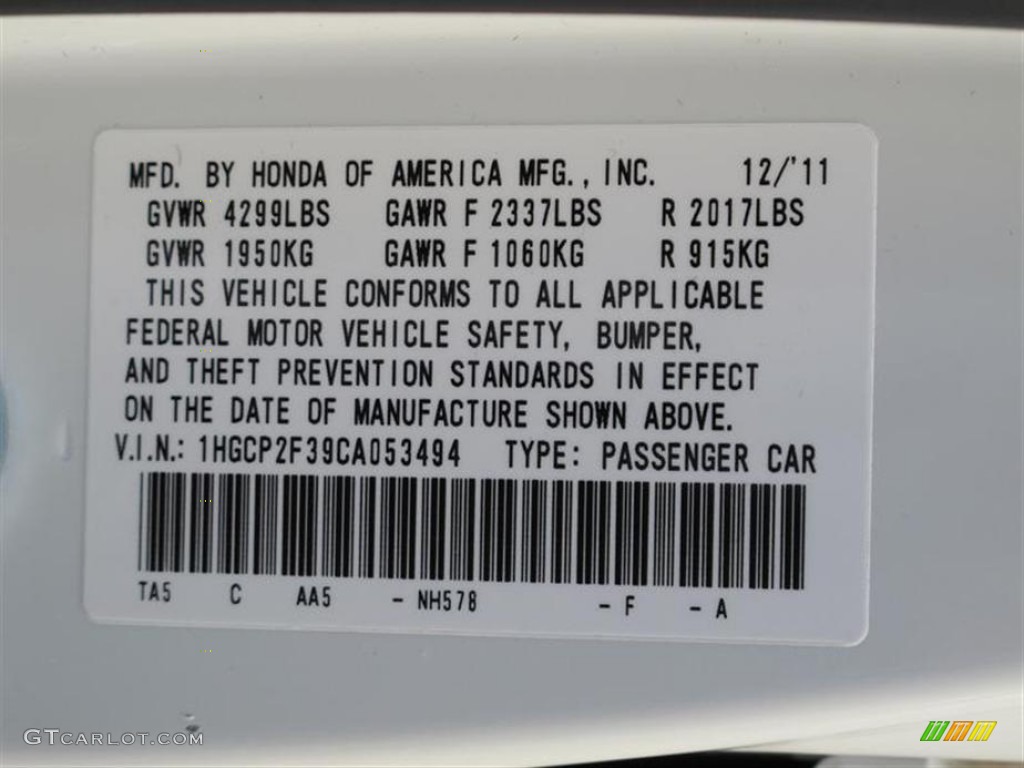 MFD. BY HONDA OF AMERICA MFG., INC. 12/'11
GVWR 4299LBS GAWR F 2337LBS R 2017LBS
GVWR 1950KG GAWR F 1060KG R 915KG
THIS VEHICLE CONFORMS TO ALL APPLICABLE
FEDERAL MOTOR VEHICLE SAFETY, BUMPER,
AND THEFT PREVENTION STANDARDS IN EFFECT
ON THE DATE OF MANUFACTURE SHOWN ABOVE.
V.I.N.: 1HGCP2F39CA053494 TYPE: PASSENGER CAR
TA5 C AA5 - NH578 - F - A
GTCARLOT.COM